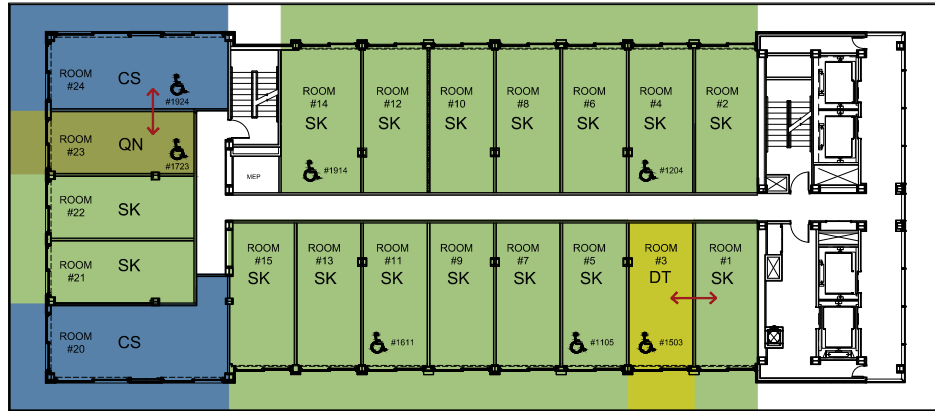 ROOM
#24
CS
#1924
ROOM
#23
QN
#1723
ROOM
#22
SK
ROOM
#21
SK
ROOM
#20
CS
MEP
ROOM
#14
SK
#1914
ROOM
#12
SK
ROOM
#10
SK
ROOM
#8
SK
ROOM
#6
SK
ROOM
#4
SK
#1204
ROOM
#2
SK
ROOM
#15
SK
ROOM
#13
SK
ROOM
#11
SK
#1611
ROOM
#9
SK
ROOM
#7
SK
ROOM
#5
SK
#1105
ROOM
#3
DT
#1503
ROOM
#1
SK